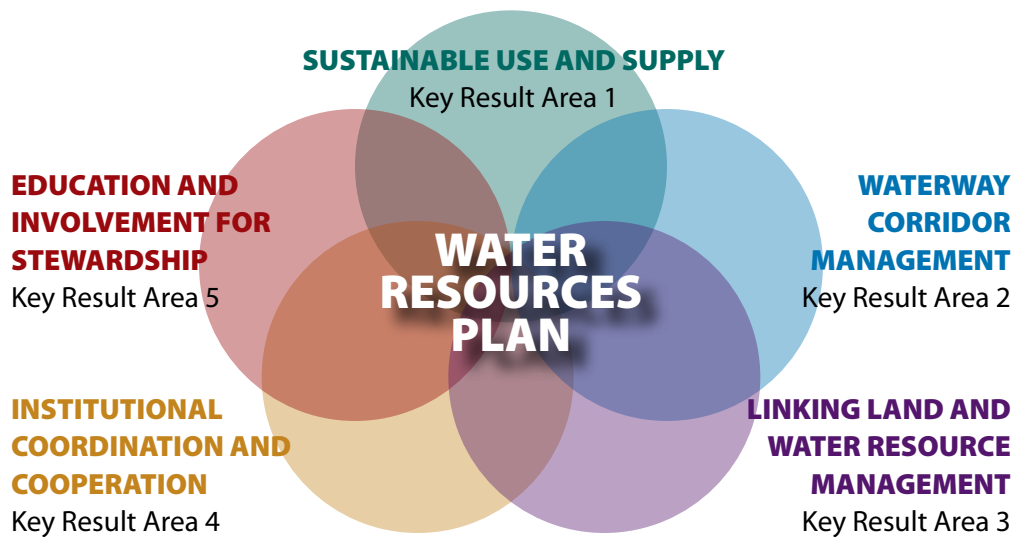 SUSTAINABLE USE AND SUPPLY
Key Result Area 1
EDUCATION AND
INVOLVEMENT FOR
STEWARDSHIP
Key Result Area 5
WATERWAY
CORRIDOR
MANAGEMENT
Key Result Area 2
WATER
RESOURCES
PLAN
INSTITUTIONAL
COORDINATION AND
COOPERATION
Key Result Area 4
LINKING LAND AND
WATER RESOURCE
MANAGEMENT
Key Result Area 3